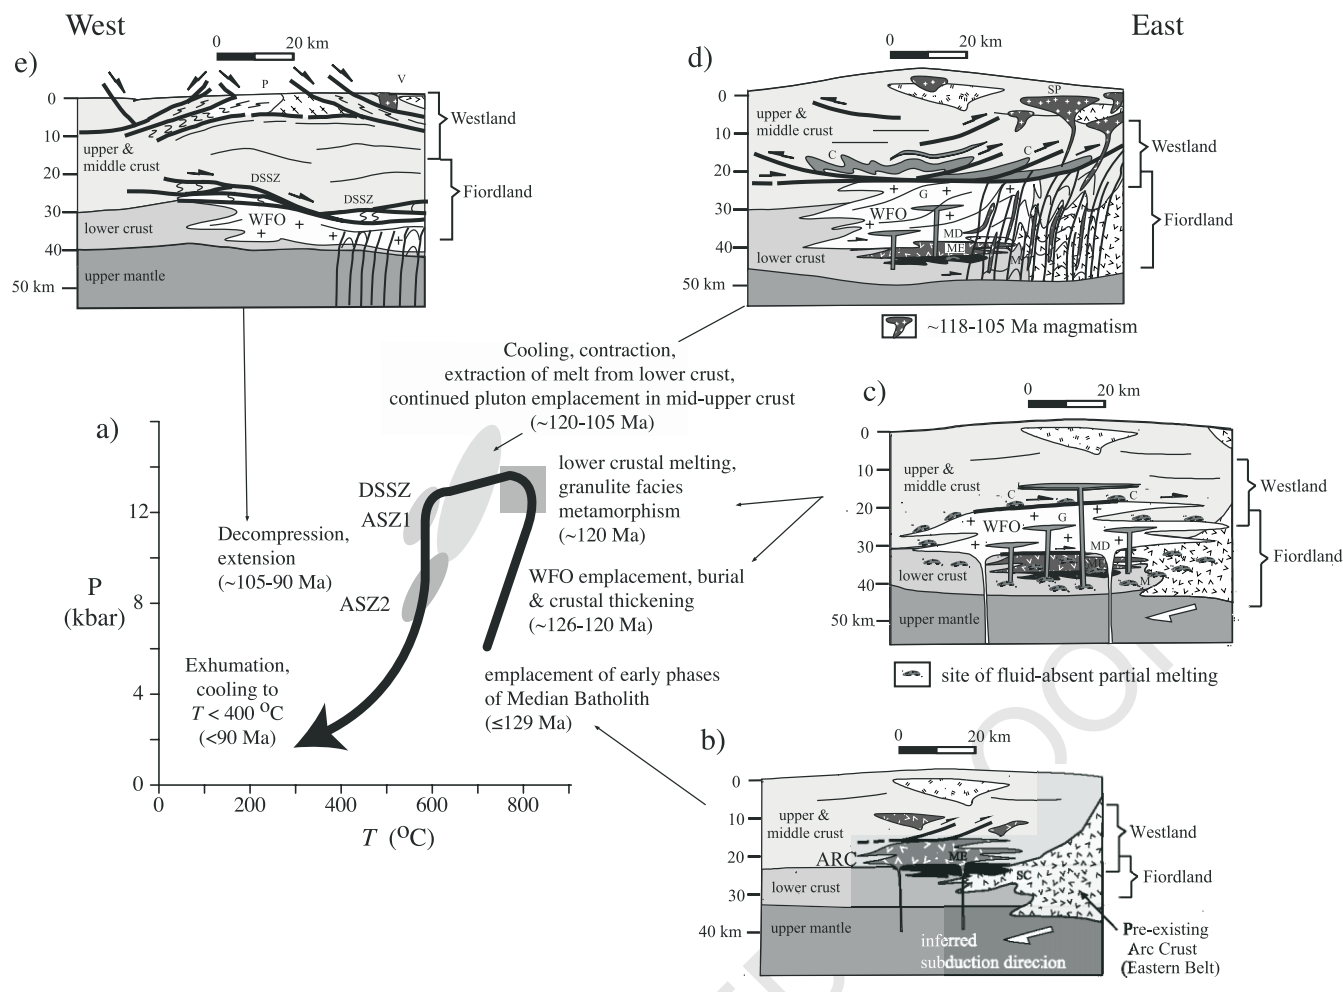 West
East
0 20 km
e)
P
V
0
10
20
30
40
50 km
upper &
middle crust
DSSZ
DSSZ
WFO
lower crust
upper mantle
Westland
Fiordland
0 20 km
d)
SP
0
10
20
30
40
50 km
upper &
middle crust
C
C
G
WFO
MD
ME
M
lower crust
Westland
Fiordland
~118-105 Ma magmatism
Cooling, contraction,
extraction of melt from lower crust,
continued pluton emplacement in mid-upper crust
(~120-105 Ma)
a)
P
(kbar)
12
8
4
0
0 200 400 600 800
T (°C)
DSSZ
ASZ1
ASZ2
lower crustal melting,
granulite facies
metamorphism
(~120 Ma)
Decompression,
extension
(~105-90 Ma)
WFO emplacement, burial
& crustal thickening
(~126-120 Ma)
Exhumation,
cooling to
T < 400 °C
(<90 Ma)
emplacement of early phases
of Median Batholith
(≤129 Ma)
c)
0 20 km
0
10
20
30
40
50 km
upper &
middle crust
C
C
G
WFO
MD
ME
M
lower crust
upper mantle
Westland
Fiordland
site of fluid-absent partial melting
b)
0 20 km
0
10
20
30
40 km
upper &
middle crust
ARC
ME
SC
lower crust
upper mantle
inferred
subduction direcion
Westland
Fiordland
Pre-existing
Arc Crust
(Eastern Belt)